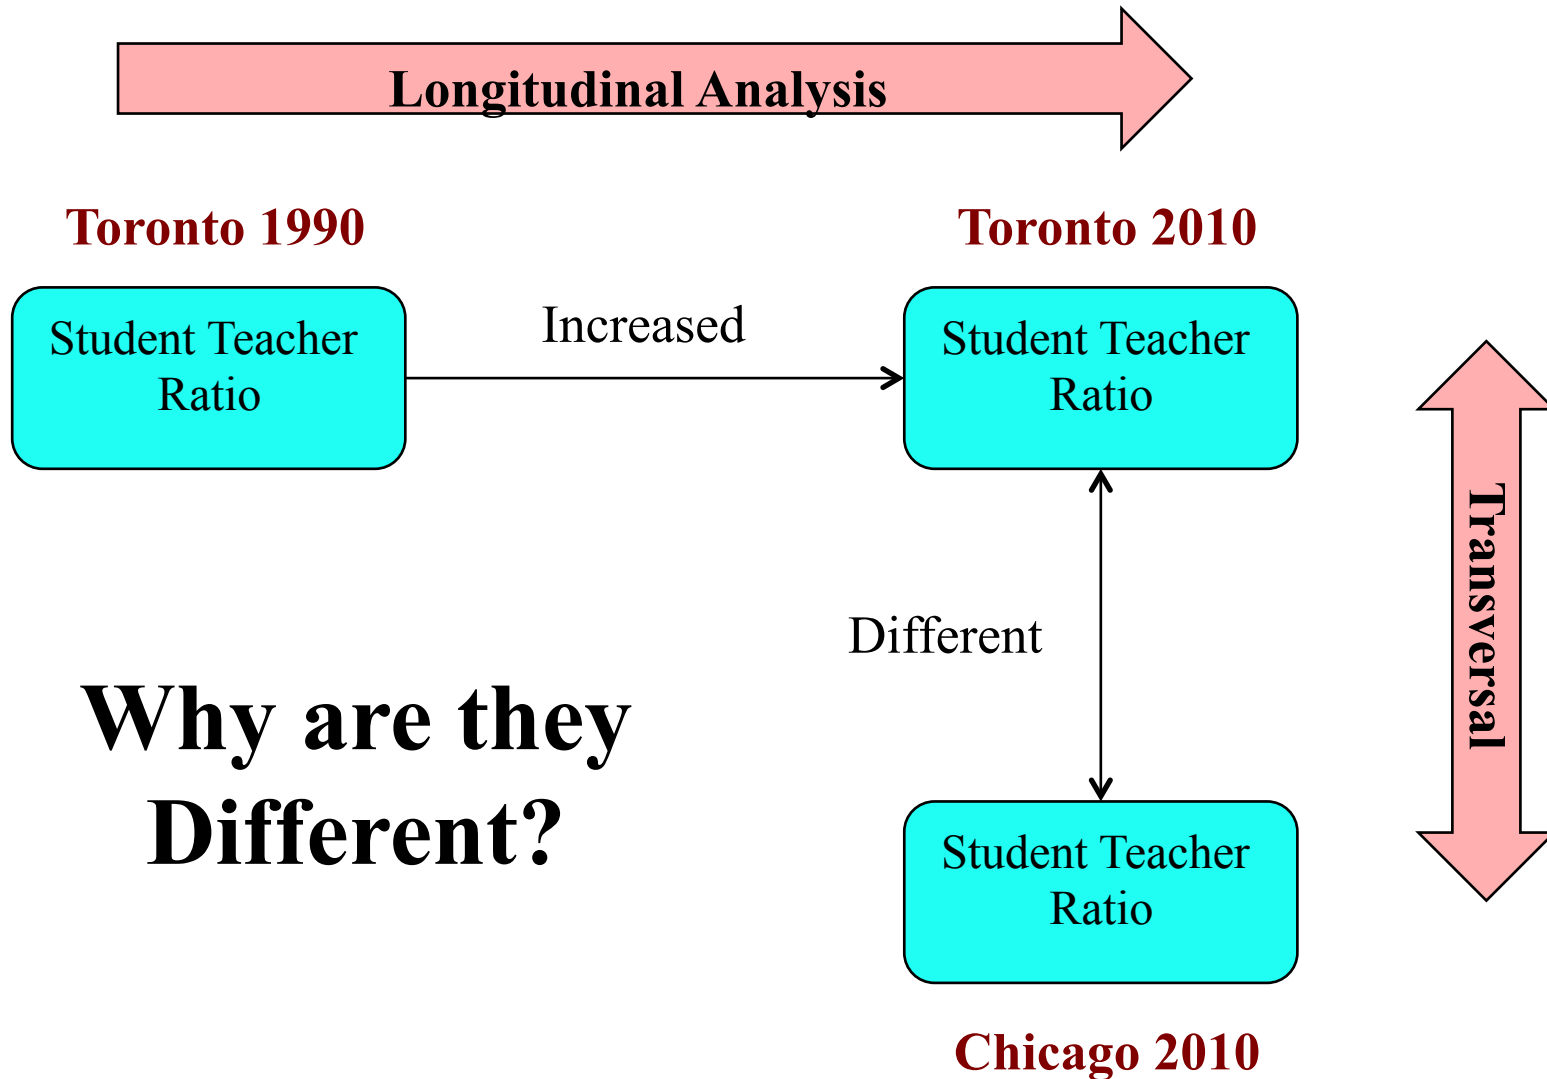 Longitudinal Analysis
Toronto 1990
Toronto 2010
Student Teacher
Ratio
Increased
Student Teacher
Ratio
Transversal
Different
Why are they
Different?
Student Teacher
Ratio
Chicago 2010